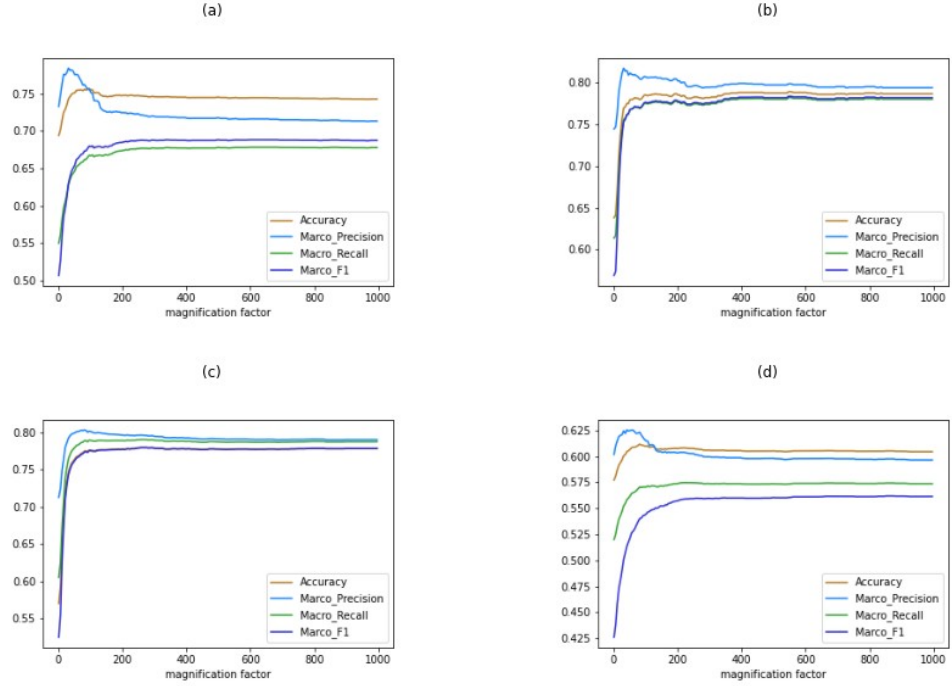 (a)
0.75
0.70
0.65
0.60
0.55
0.50
0 200 400 600 800 1000
magnification factor
Accuracy
Marco_Precision
Macro_Recall
Marco_F1
(b)
0.80
0.75
0.70
0.65
0.60
0 200 400 600 800 1000
magnification factor
Accuracy
Marco_Precision
Macro_Recall
Marco_F1
(c)
0.80
0.75
0.70
0.65
0.60
0.55
0 200 400 600 800 1000
magnification factor
Accuracy
Marco_Precision
Macro_Recall
Marco_F1
(d)
0.625
0.600
0.575
0.550
0.525
0.500
0.475
0.450
0.425
0 200 400 600 800 1000
magnification factor
Accuracy
Marco_Precision
Macro_Recall
Marco_F1